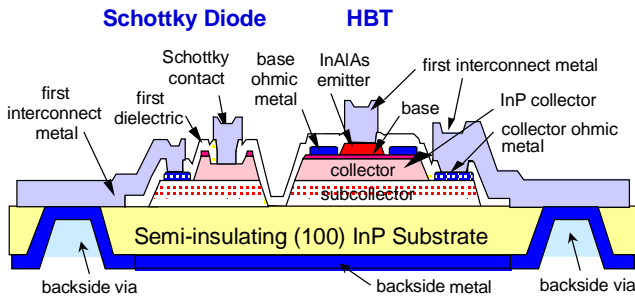 Schottky Diode
HBT
Schottky
contact
base
ohmic
metal
InAlAs
emitter
first interconnect metal
first
interconnect
metal
first
dielectric
base
InP collector
collector ohmic
metal
collector
subcollector
Semi-insulating (100) InP Substrate
backside via
backside metal
backside via